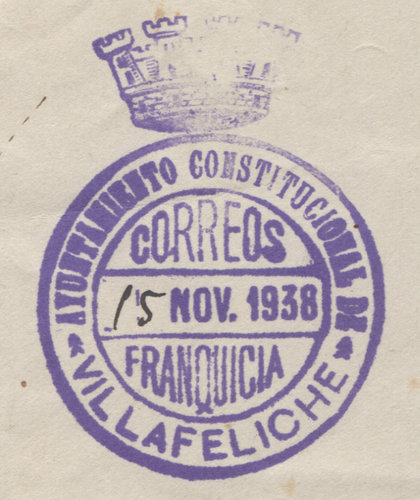 AYUNTAMIENTO CONSTITUCIONAL DE
CORREOS
15 NOV. 1938
FRANQUICIA
VILLAFELICHE